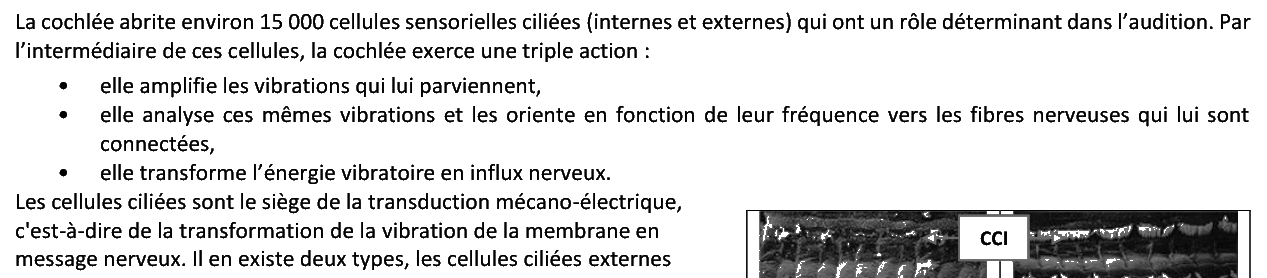 La cochlée abrite environ 15 000 cellules sensorielles ciliées (internes et externes) qui ont un rôle déterminant dans l'audition. Par
l'intermédiaire de ces cellules, la cochlée exerce une triple action :
• elle amplifie les vibrations qui lui parviennent,
• elle analyse ces mêmes vibrations et les oriente en fonction de leur fréquence vers les fibres nerveuses qui lui sont
connectées,
• elle transforme l'énergie vibratoire en influx nerveux.
Les cellules ciliées sont le siège de la transduction mécano-électrique,
c'est-à-dire de la transformation de la vibration de la membrane en
message nerveux. Il en existe deux types, les cellules ciliées externes
CCI